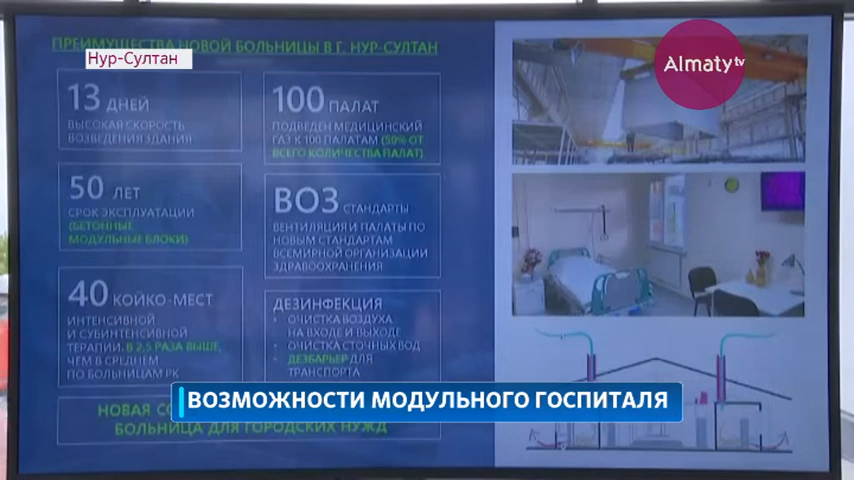 ПРЕИМУЩЕСТВА НОВОЙ БОЛЬНИЦЫ В Г. НУР-СУЛТАН
Нур-Султан
Almaty tv
13 ДНЕЙ
ВЫСОКАЯ СКОРОСТЬ
ВОЗВЕДЕНИЯ ЗДАНИЯ
100 ПАЛАТ
ПОДВЕДЕН МЕДИЦИНСКИЙ
ГАЗ К 100 ПАЛАТАМ (50% ОТ
ВСЕГО КОЛИЧЕСТВА ПАЛАТ)
50 ЛЕТ
СРОК ЭКСПЛУАТАЦИИ
(БЕТОННЫЕ
МОДУЛЬНЫЕ БЛОКИ)
ВОЗ СТАНДАРТЫ
ВЕНТИЛЯЦИЯ И ПАЛАТЫ ПО
НОВЫМ СТАНДАРТАМ
ВСЕМИРНОЙ ОРГАНИЗАЦИИ
ЗДРАВООХРАНЕНИЯ
40 КОЙКО-МЕСТ
ИНТЕНСИВНОЙ
И СУБИНТЕНСИВНОЙ
ТЕРАПИИ. В 2,5 РАЗА ВЫШЕ,
ЧЕМ В СРЕДНЕМ
ПО БОЛЬНИЦАМ РК
ДЕЗИНФЕКЦИЯ
• ОЧИСТКА ВОЗДУХА
НА ВХОДЕ И ВЫХОДЕ
• ОЧИСТКА СТОЧНЫХ ВОД
• ДЕЗБАРЬЕР ДЛЯ
ТРАНСПОРТА
НОВАЯ
БОЛЬНИЦА ДЛЯ ГОРОДСКИХ НУЖД
ВОЗМОЖНОСТИ МОДУЛЬНОГО ГОСПИТАЛЯ